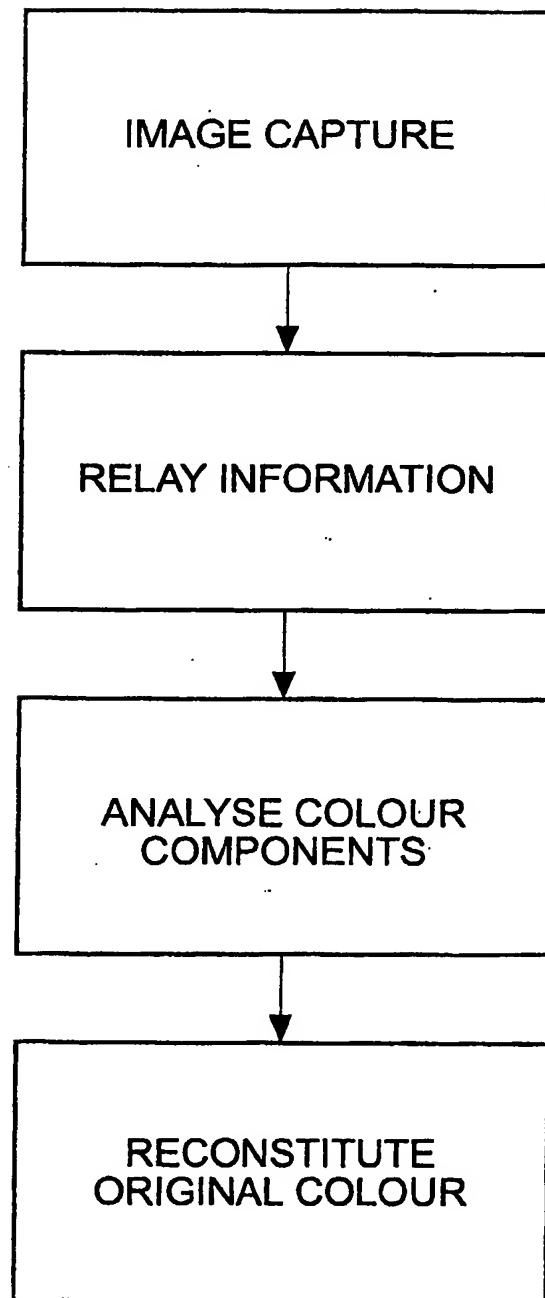 IMAGE CAPTURE
RELAY INFORMATION
ANALYSE COLOUR
COMPONENTS
RECONSTITUTE
ORIGINAL COLOUR